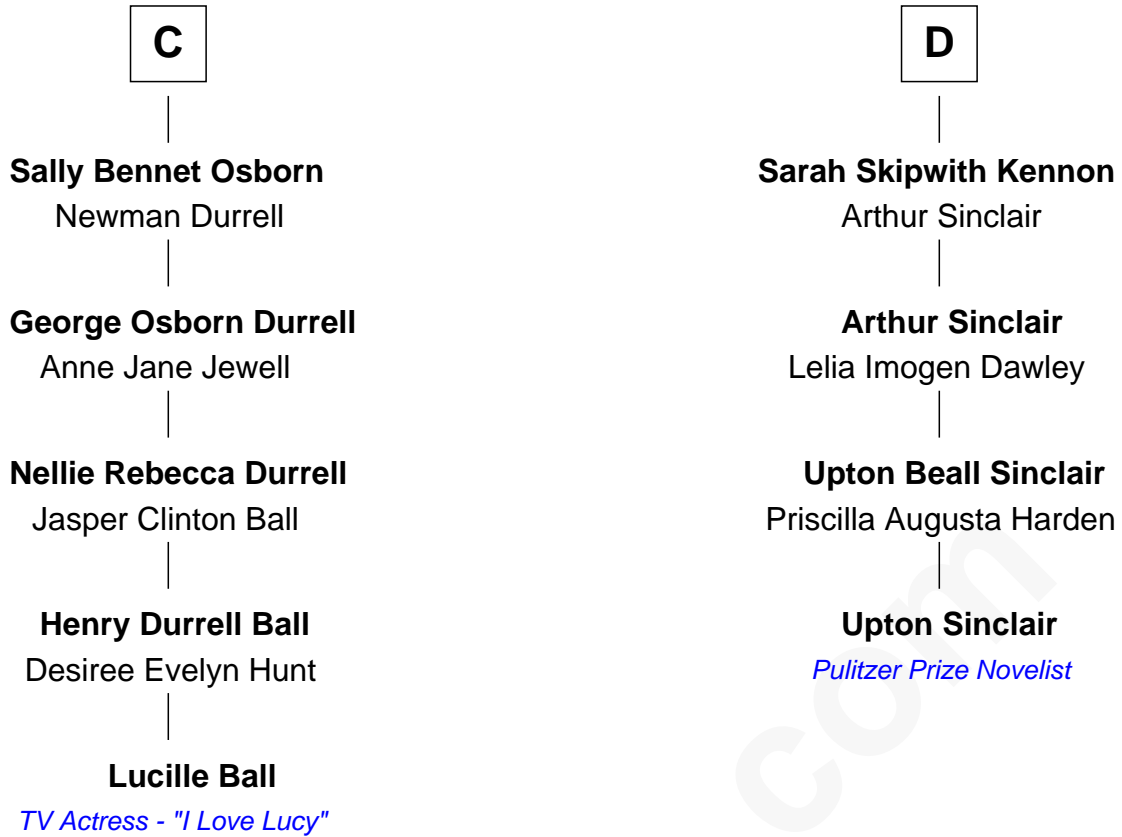 C
Sally Bennet Osborn
Newman Durrell
George Osborn Durrell
Anne Jane Jewell
Nellie Rebecca Durrell
Jasper Clinton Ball
Henry Durrell Ball
Desiree Evelyn Hunt
Lucille Ball
TV Actress - "I Love Lucy"
D
Sarah Skipwith Kennon
Arthur Sinclair
Arthur Sinclair
Lelia Imogen Dawley
Upton Beall Sinclair
Priscilla Augusta Harden
Upton Sinclair
Pulitzer Prize Novelist
com